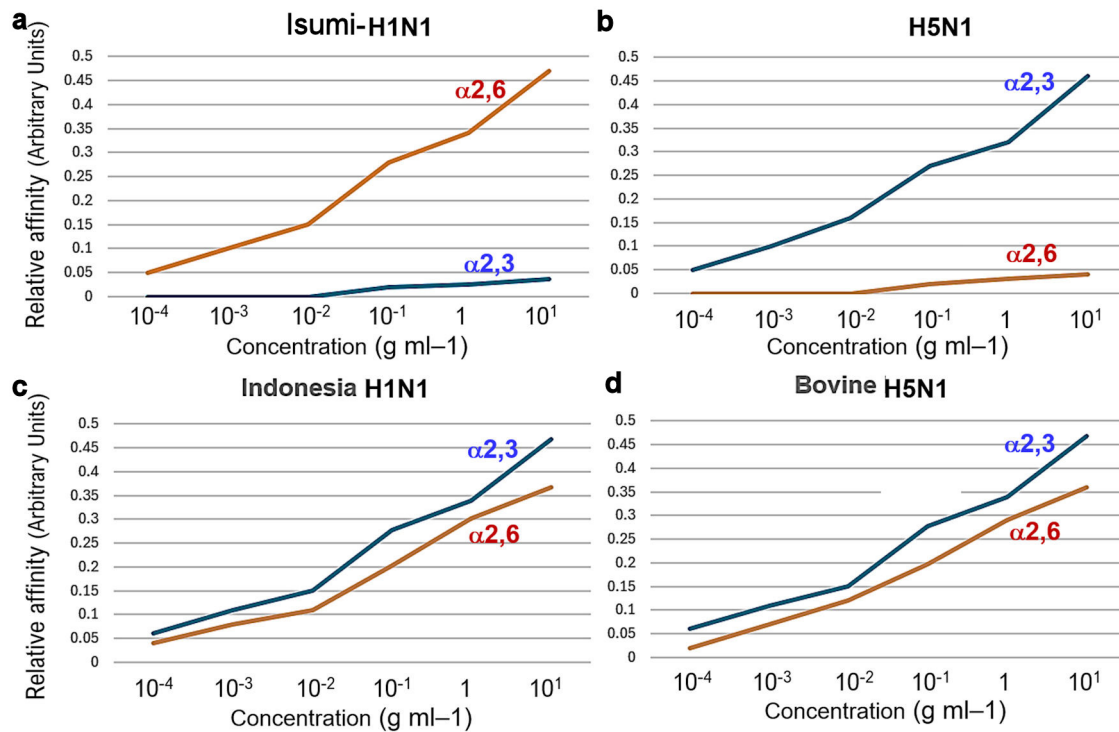 a
Isumi-H1N1
Relative affinity (Arbitrary Units)
0.5
0.45
0.4
0.35
0.3
0.25
0.2
0.15
0.1
0.05
0
α2,6
α2,3
10⁻⁴ 10⁻³ 10⁻² 10⁻¹ 1 10¹
Concentration (g ml–1)
b
H5N1
0.5
0.45
0.4
0.35
0.3
0.25
0.2
0.15
0.1
0.05
0
α2,3
α2,6
10⁻⁴ 10⁻³ 10⁻² 10⁻¹ 1 10¹
Concentration (g ml–1)
c
Indonesia H1N1
Relative affinity (Arbitrary Units)
0.5
0.45
0.4
0.35
0.3
0.25
0.2
0.15
0.1
0.05
0
α2,3
α2,6
10⁻⁴ 10⁻³ 10⁻² 10⁻¹ 1 10¹
Concentration (g ml–1)
d
Bovine H5N1
0.5
0.45
0.4
0.35
0.3
0.25
0.2
0.15
0.1
0.05
0
α2,3
α2,6
10⁻⁴ 10⁻³ 10⁻² 10⁻¹ 1 10¹
Concentration (g ml–1)